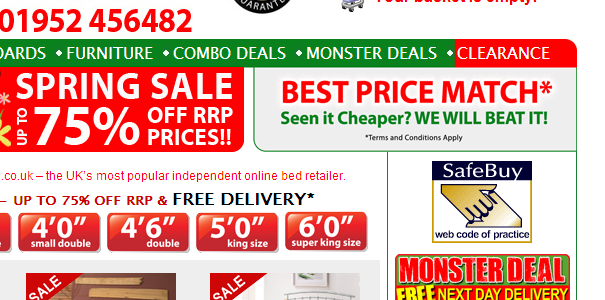 GUARANTEE
Your basket is empty!
01952 456482
OARDS FURNITURE COMBO DEALS MONSTER DEALS CLEARANCE
SPRING SALE
UP TO 75% OFF RRP PRICES!!
BEST PRICE MATCH*
Seen it Cheaper? WE WILL BEAT IT!
*Terms and Conditions Apply
.co.uk – the UK's most popular independent online bed retailer.
– UP TO 75% OFF RRP & FREE DELIVERY*
4'0" small double
4'6" double
5'0" king size
6'0" super king size
SafeBuy
web code of practice
SALE
SALE
MONSTER DEAL
FREE NEXT DAY DELIVERY